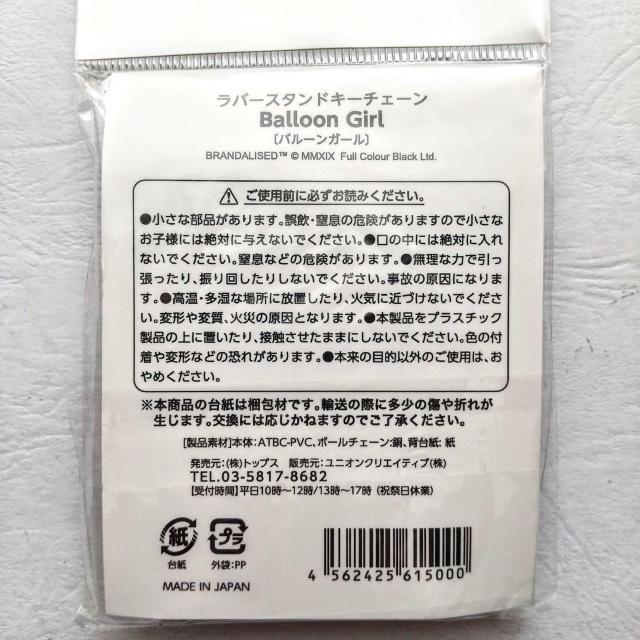 ラバースタンドキーチェーン
Balloon Girl
〔バルーンガール〕
BRANDALISED™ © MMXIX Full Colour Black Ltd.
ご使用前に必ずお読みください。
●小さな部品があります。誤飲・窒息の危険がありますので小さな
お子様には絶対に与えないでください。●口の中には絶対に入れ
ないでください。窒息などの危険があります。●無理な力で引っ
張ったり、振り回したりしないでください。事故の原因になりま
す。●高温・多湿な場所に放置したり、火気に近づけないでくださ
い。変形や変質、火災の原因となります。●本製品をプラスチック
製品の上に置いたり、接触させたままにしないでください。色の付
着や変形などの恐れがあります。●本来の目的以外のご使用は、お
やめください。
※本商品の台紙は梱包材です。輸送の際に多少の傷や折れが
生じます。交換には応じかねますのでご了承ください。
[製品素材]本体：ATBC-PVC、ボールチェーン：銅、背台紙：紙
発売元：(株)トップス 販売元：ユニオンクリエイティブ(株)
TEL.03-5817-8682
[受付時間]平日10時〜12時/13時〜17時 (祝祭日休業)
紙 プラ
台紙 外袋：PP
MADE IN JAPAN
4 562425 615000